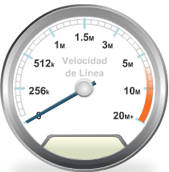 1.5M
1M
3M
512k
Velocidad
5M
de Línea
256k
10M
0
20M+